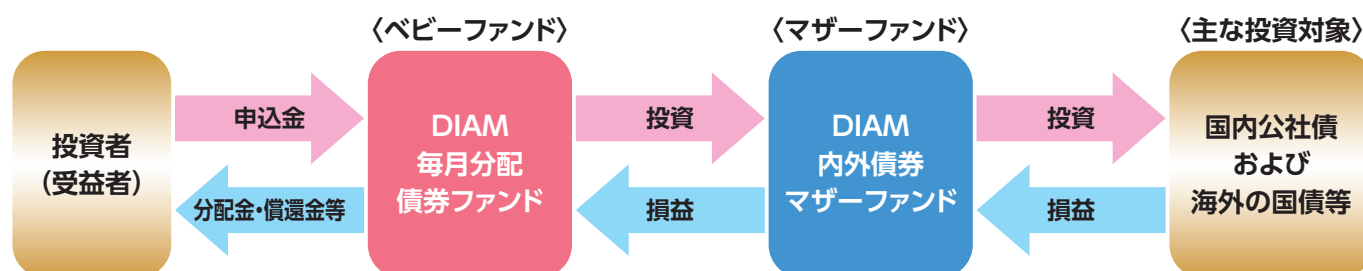 〈ベビーファンド〉
〈マザーファンド〉
〈主な投資対象〉
投資者
(受益者)
申込金
分配金・償還金等
DIAM
毎月分配
債券ファンド
投資
損益
DIAM
内外債券
マザーファンド
投資
損益
国内公社債
および
海外の国債等